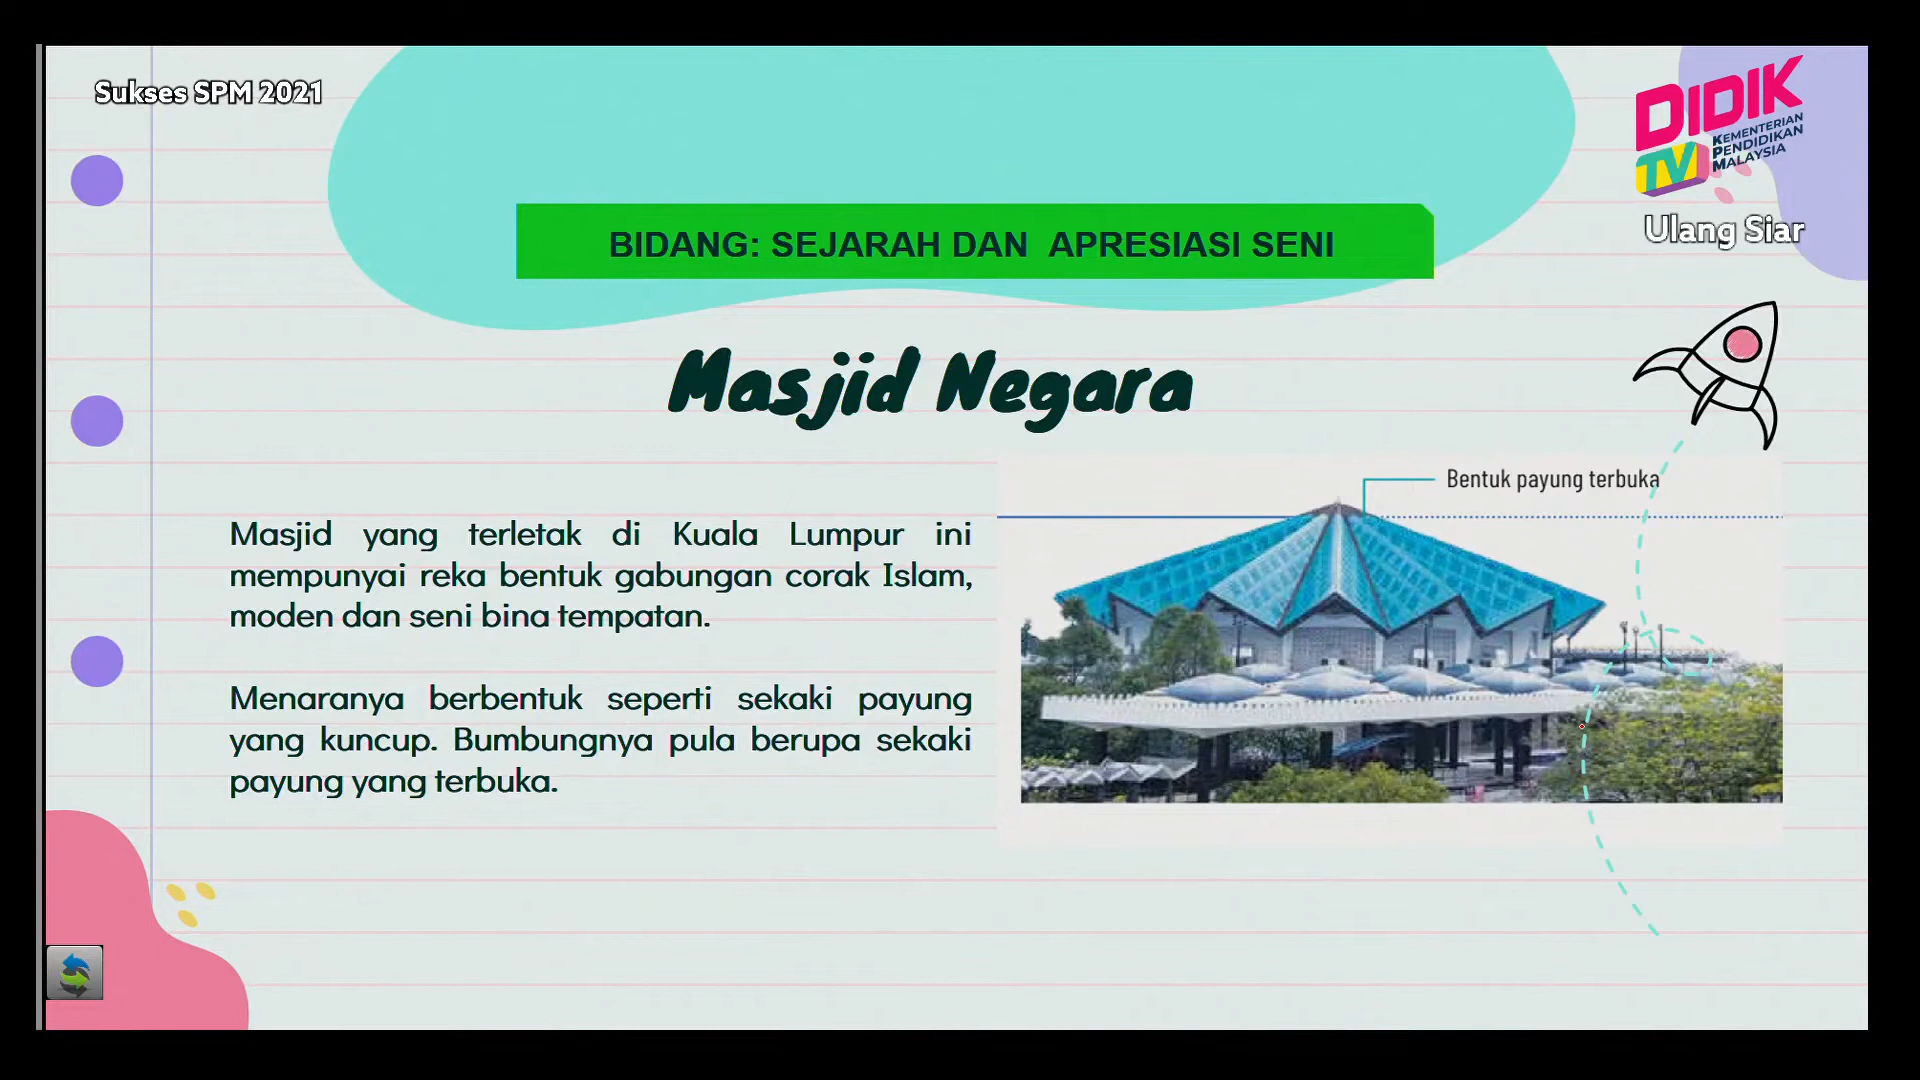 Sukses SPM 2021
DIDIK
TV
KEMENTERIAN
PENDIDIKAN
MALAYSIA
Ulang Siar
BIDANG: SEJARAH DAN APRESIASI SENI
Masjid Negara
Bentuk payung terbuka
Masjid yang terletak di Kuala Lumpur ini
mempunyai reka bentuk gabungan corak Islam,
moden dan seni bina tempatan.
Menaranya berbentuk seperti sekaki payung
yang kuncup. Bumbungnya pula berupa sekaki
payung yang terbuka.